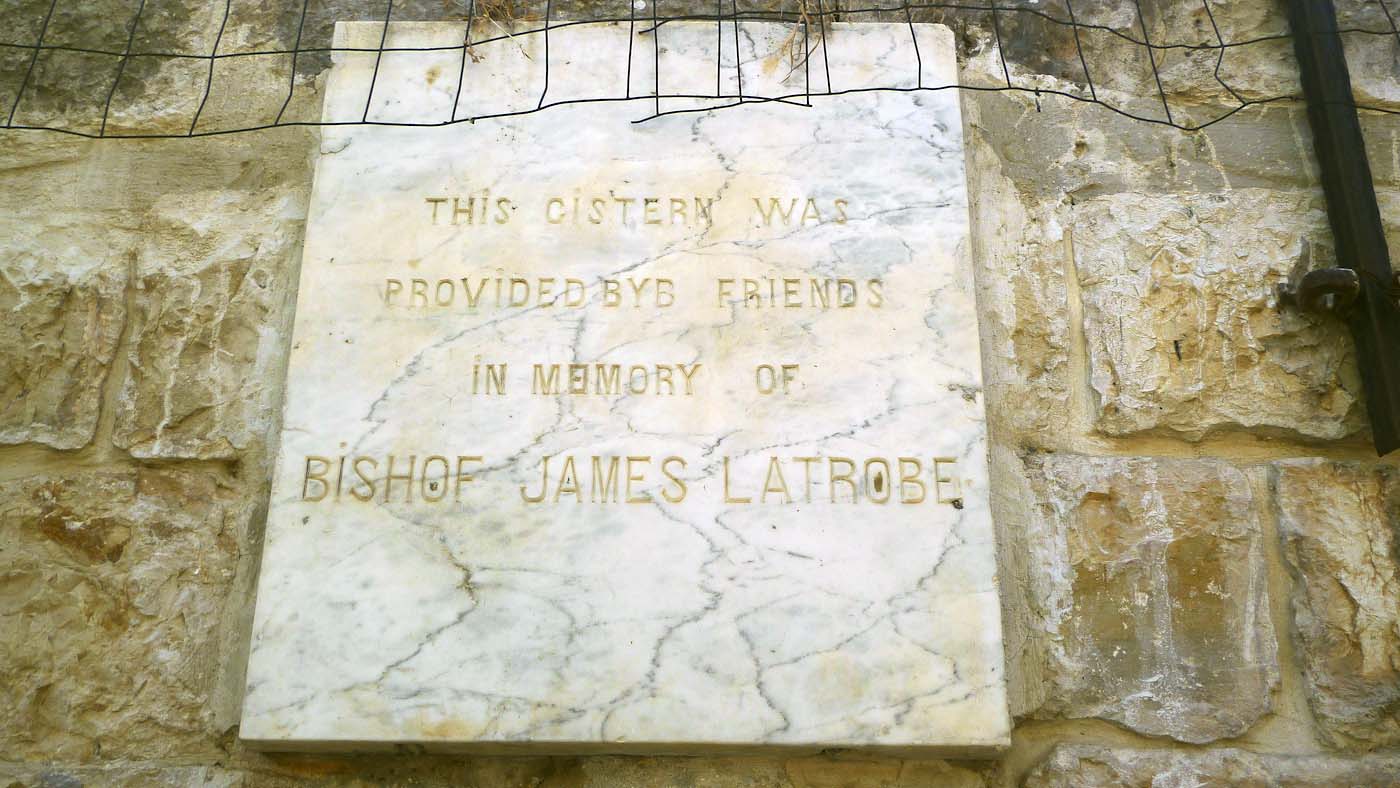 THIS CISTERN WAS
PROVIDED BYB FRIENDS
IN MEMORY OF
BISHOF JAMES LATROBE